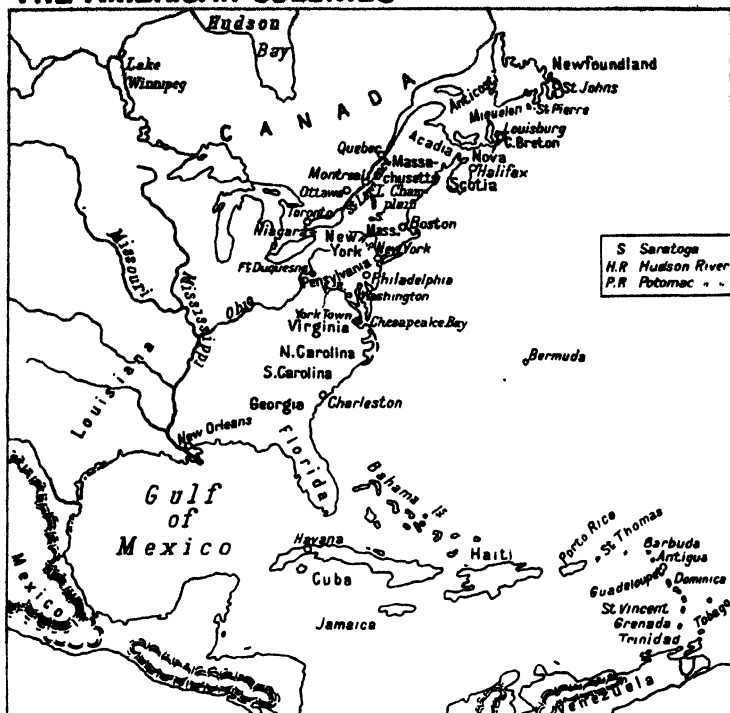 Hudson
Bay
Lake
Winnipeg
CANADA
Newfoundland
St Johns
Anticosti
Miquelon
St Pierre
Louisburg
C. Breton
Acadia
Nova
Scotia
Halifax
Quebec
Massa-
chusetts
Montreal
Ottawa
L Cham
plain
Toronto
Niagara
S
New
York
Mass.
Boston
New York
Ft Duquesne
Pennsylvania
Philadelphia
Washington
York Town
Virginia
Chesapeake Bay
Missouri
Mississippi
Ohio
S Saratoga
H.R Hudson River
P.R Potomac " "
N. Carolina
S. Carolina
Bermuda
Louisiana
Georgia
Charleston
New Orleans
Florida
Gulf
of
Mexico
Bahama Is
Havana
Cuba
Haiti
Jamaica
Porto Rico
St Thomas
Barbuda
Antigua
Guadeloupe
Dominica
St Vincent
Grenada
Tobago
Trinidad
Mexico
Venezuela